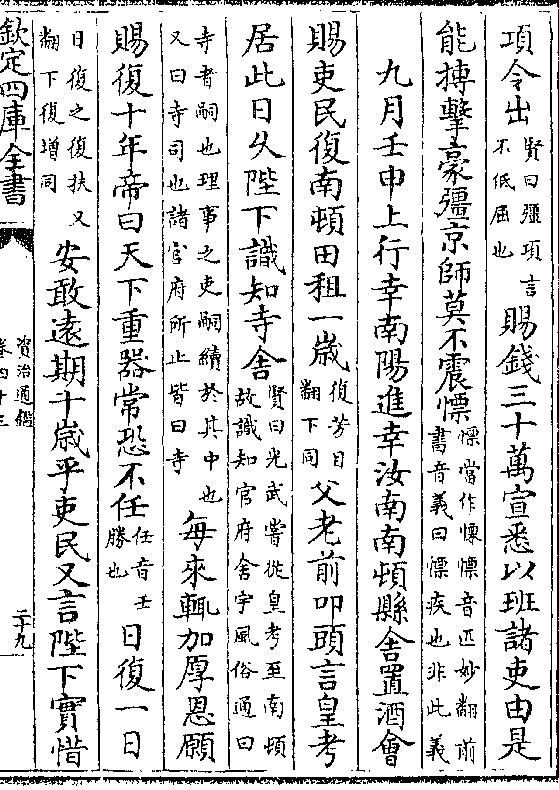 項令出賢曰彊項言不低屈也賜錢三十萬宣悉以班諸吏由是
能搏擊豪彊京師莫不震慓慓當作慄慓音匹妙翻前書音義曰慓疾也非此義
九月壬申上行幸南陽進幸汝南南頓縣舍置酒會
賜吏民復南頓田租一歲復芳目翻下同父老前叩頭言皇考
居此日久陛下識知寺舍賢曰光武嘗從皇考至南頓故識知官府舍宇風俗通曰
寺者嗣也理事之吏嗣續於其中也又曰寺司也諸官府所止皆曰寺每來輒加厚恩願
賜復十年帝曰天下重器常恐不任任音壬勝也日復一日
日復之復扶又翻下復增同安敢遠期十歲乎吏民又言陛下實惜
欽定四庫全書
資治通鑑
卷四十三
二十九